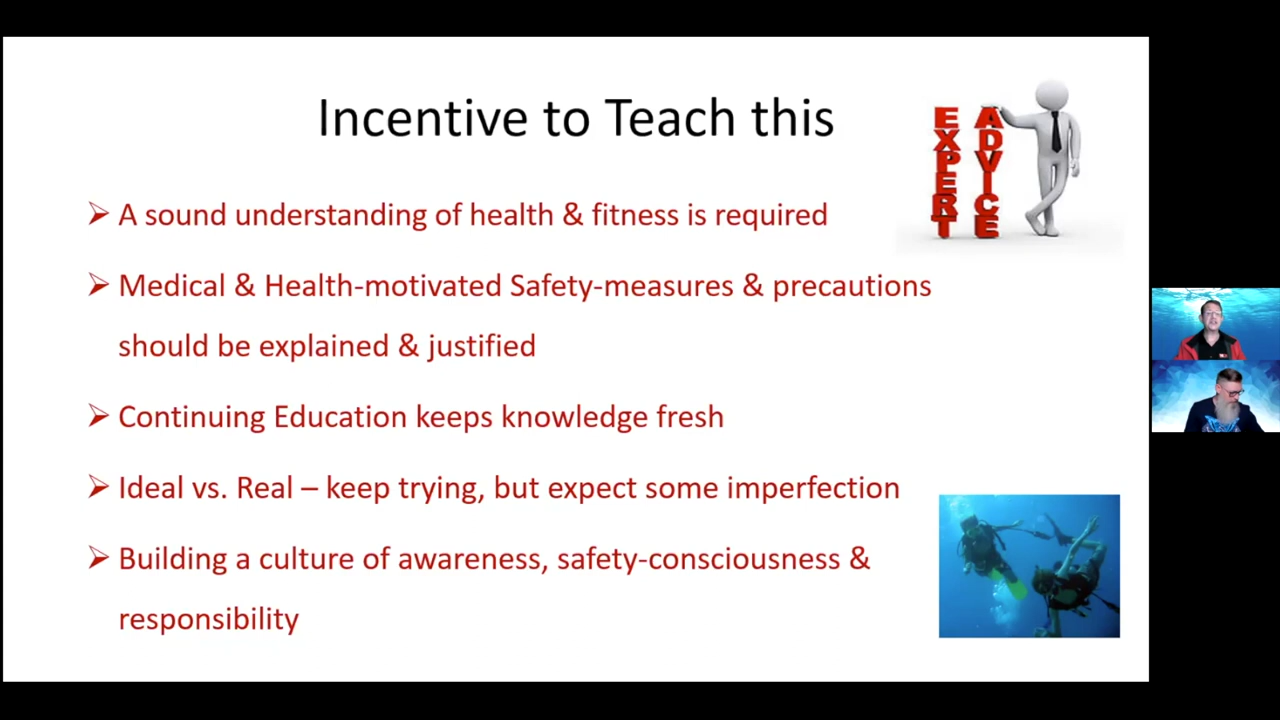 Incentive to Teach this
EXPERT ADVICE
➢ A sound understanding of health & fitness is required
➢ Medical & Health-motivated Safety-measures & precautions
should be explained & justified
➢ Continuing Education keeps knowledge fresh
➢ Ideal vs. Real – keep trying, but expect some imperfection
➢ Building a culture of awareness, safety-consciousness &
responsibility